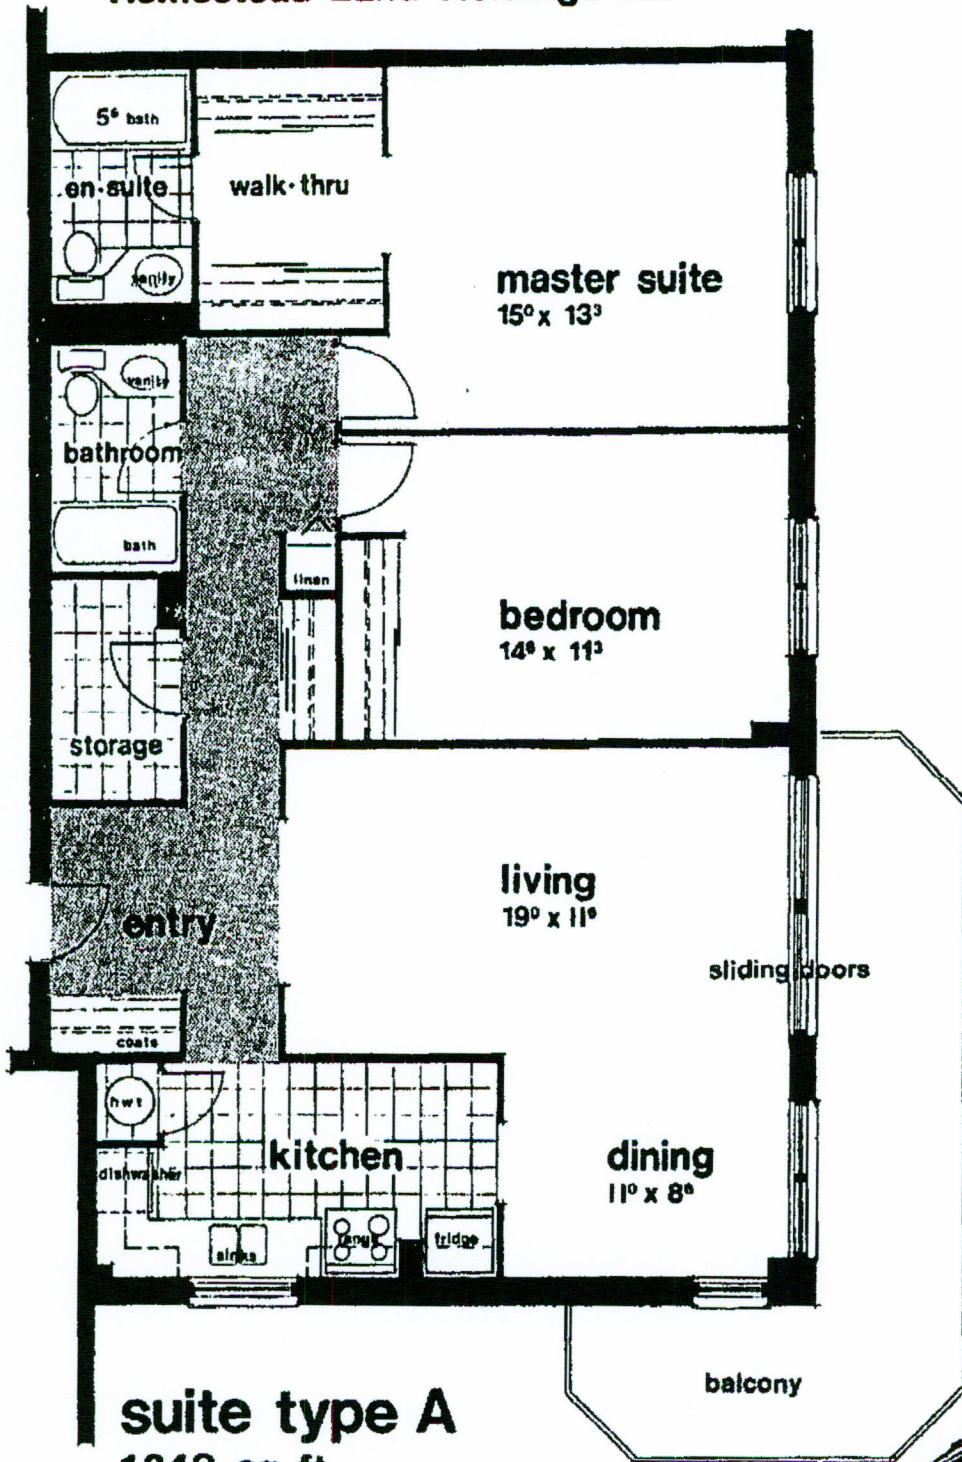 5⁶ bath
en·suite
walk·thru
vanity
master suite
15⁰ x 13³
vanity
bathroom
bath
linen
bedroom
14⁶ x 11³
storage
living
19⁰ x 11⁶
entry
sliding doors
coats
hwt
kitchen
dishwasher
dining
11⁰ x 8⁶
range
fridge
sinks
balcony
suite type A